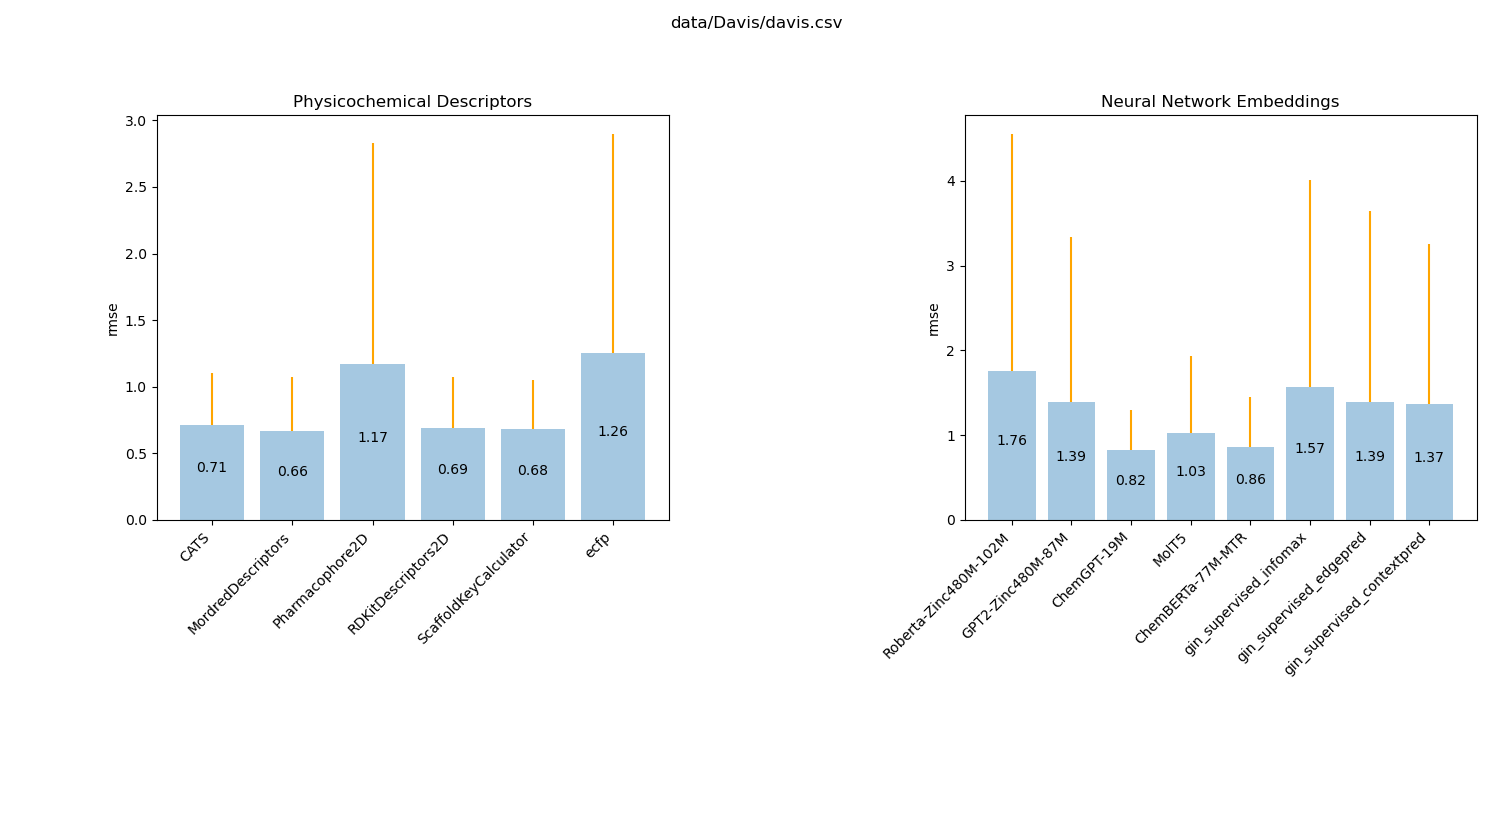 data/Davis/davis.csv
Physicochemical Descriptors
rmse
3.0
2.5
2.0
1.5
1.0
0.5
0.0
0.71
0.66
1.17
0.69
0.68
1.26
CATS
MordredDescriptors
Pharmacophore2D
RDKitDescriptors2D
ScaffoldKeyCalculator
ecfp
Neural Network Embeddings
rmse
4
3
2
1
0
1.76
1.39
0.82
1.03
0.86
1.57
1.39
1.37
Roberta-Zinc480M-102M
GPT2-Zinc480M-87M
ChemGPT-19M
MolT5
ChemBERTa-77M-MTR
gin_supervised_infomax
gin_supervised_edgepred
gin_supervised_contextpred